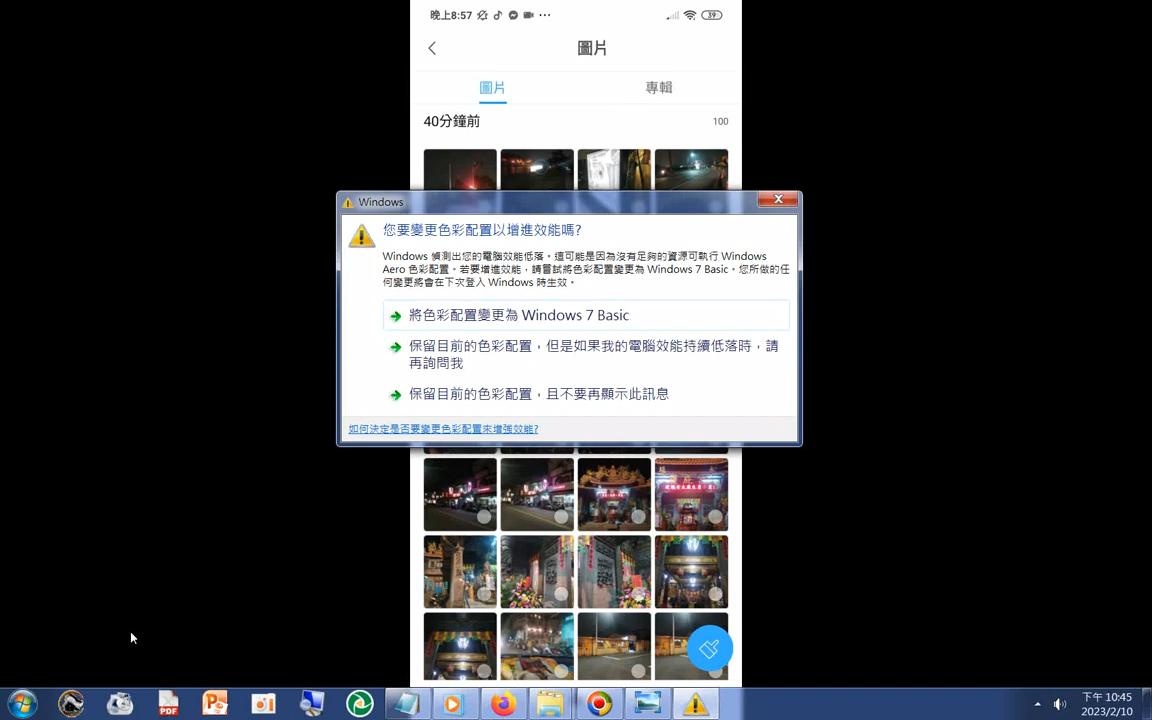 晚上8:57
39
圖片
圖片
專輯
40分鐘前
100
Windows
您要變更色彩配置以增進效能嗎?
Windows 偵測出您的電腦效能低落。這可能是因為沒有足夠的資源可執行 Windows
Aero 色彩配置。若要增進效能，請嘗試將色彩配置變更為 Windows 7 Basic。您所做的任
何變更將會在下次登入 Windows 時生效。
將色彩配置變更為 Windows 7 Basic
保留目前的色彩配置，但是如果我的電腦效能持續低落時，請
再詢問我
保留目前的色彩配置，且不要再顯示此訊息
如何決定是否要變更色彩配置來增強效能?
PDF
下午 10:45
2023/2/10